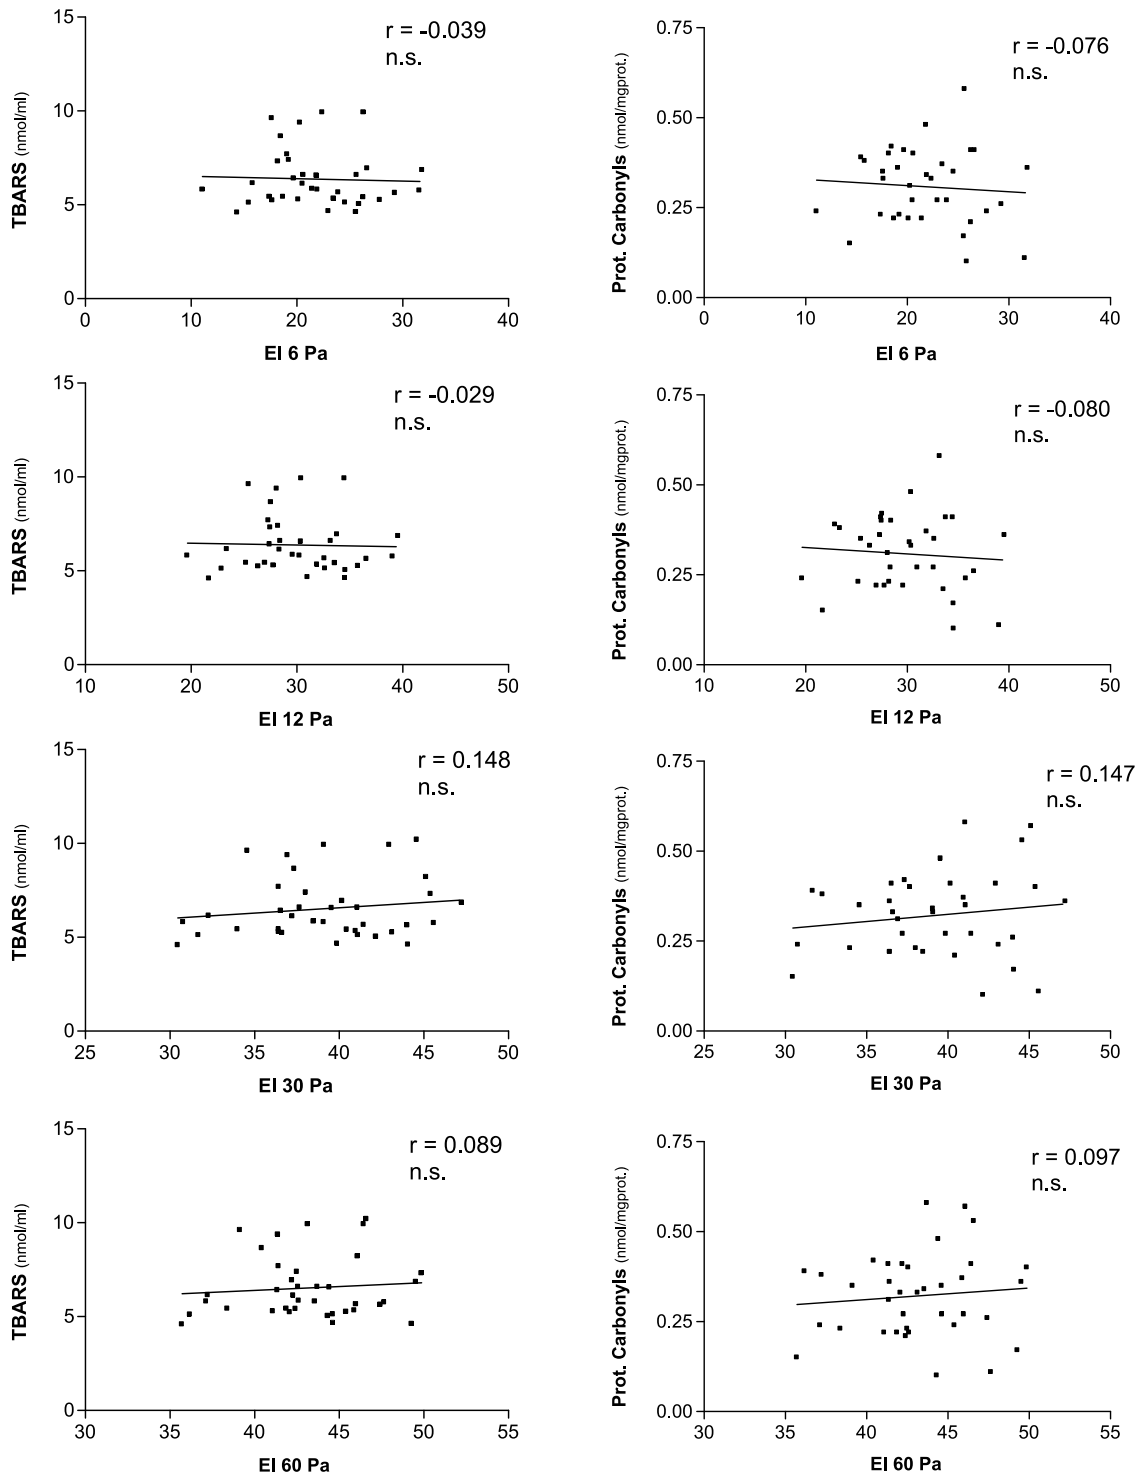 15
10
5
0
TBARS (nmol/ml)
r = -0.039
n.s.
0 10 20 30 40
EI 6 Pa
0.75
0.50
0.25
0.00
Prot. Carbonyls (nmol/mgprot.)
r = -0.076
n.s.
0 10 20 30 40
EI 6 Pa
15
10
5
0
TBARS (nmol/ml)
r = -0.029
n.s.
10 20 30 40 50
EI 12 Pa
0.75
0.50
0.25
0.00
Prot. Carbonyls (nmol/mgprot.)
r = -0.080
n.s.
10 20 30 40 50
EI 12 Pa
15
10
5
0
TBARS (nmol/ml)
r = 0.148
n.s.
25 30 35 40 45 50
EI 30 Pa
0.75
0.50
0.25
0.00
Prot. Carbonyls (nmol/mgprot.)
r = 0.147
n.s.
25 30 35 40 45 50
EI 30 Pa
15
10
5
0
TBARS (nmol/ml)
r = 0.089
n.s.
30 35 40 45 50 55
EI 60 Pa
0.75
0.50
0.25
0.00
Prot. Carbonyls (nmol/mgprot.)
r = 0.097
n.s.
30 35 40 45 50 55
EI 60 Pa